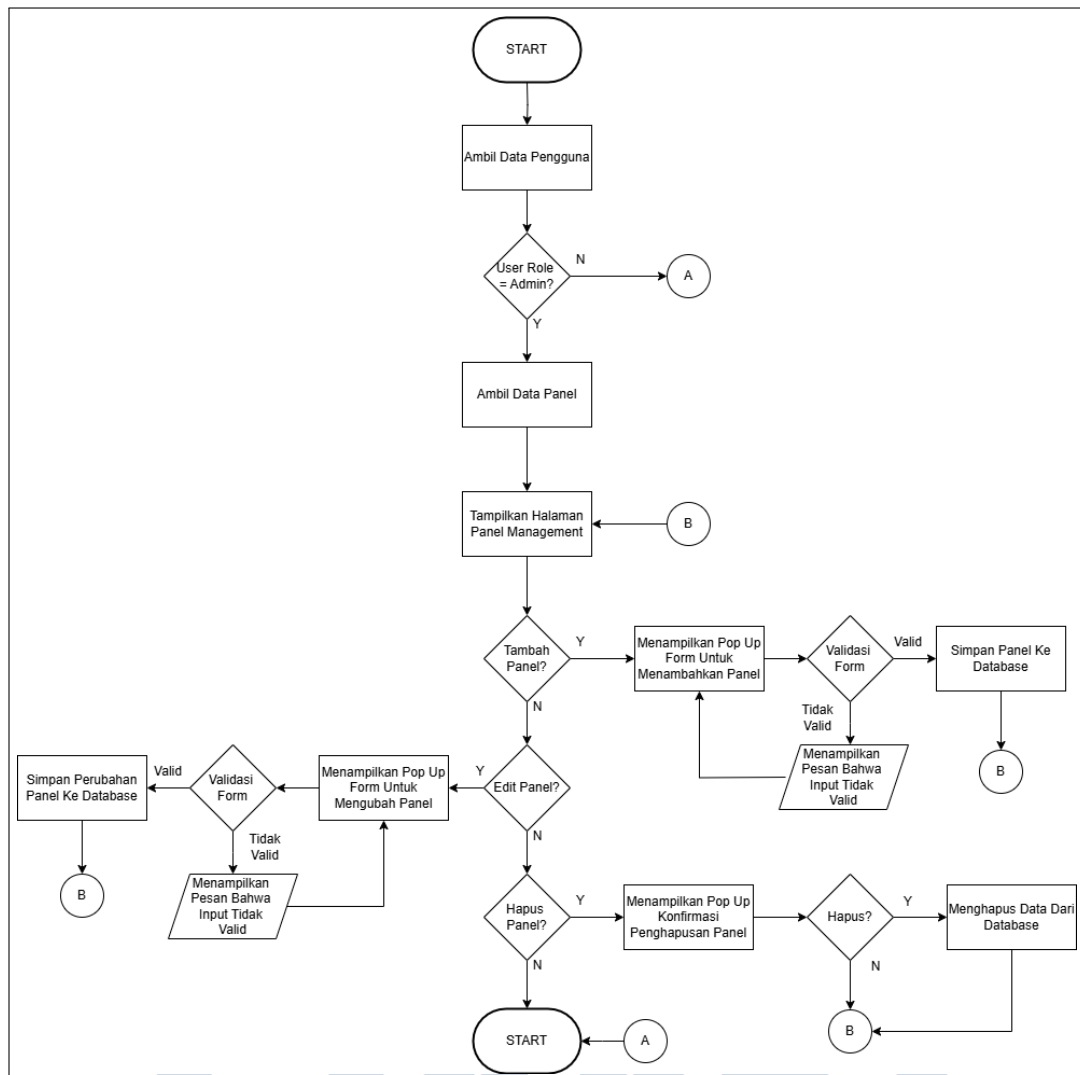 START
Ambil Data Pengguna
User Role
= Admin?
N
A
Y
Ambil Data Panel
Tampilkan Halaman
Panel Management
B
Tambah
Panel?
Y
Menampilkan Pop Up
Form Untuk
Menambahkan Panel
Validasi
Form
Valid
Simpan Panel Ke
Database
N
Tidak
Valid
Menampilkan
Pesan Bahwa
Input Tidak
Valid
B
Edit Panel?
Y
Menampilkan Pop Up
Form Untuk
Mengubah Panel
Validasi
Form
Valid
Simpan Perubahan
Panel Ke Database
N
Tidak
Valid
Menampilkan
Pesan Bahwa
Input Tidak
Valid
B
Hapus
Panel?
Y
Menampilkan Pop Up
Konfirmasi
Penghapusan Panel
Hapus?
Y
Menghapus Data Dari
Database
N
N
B
START
A